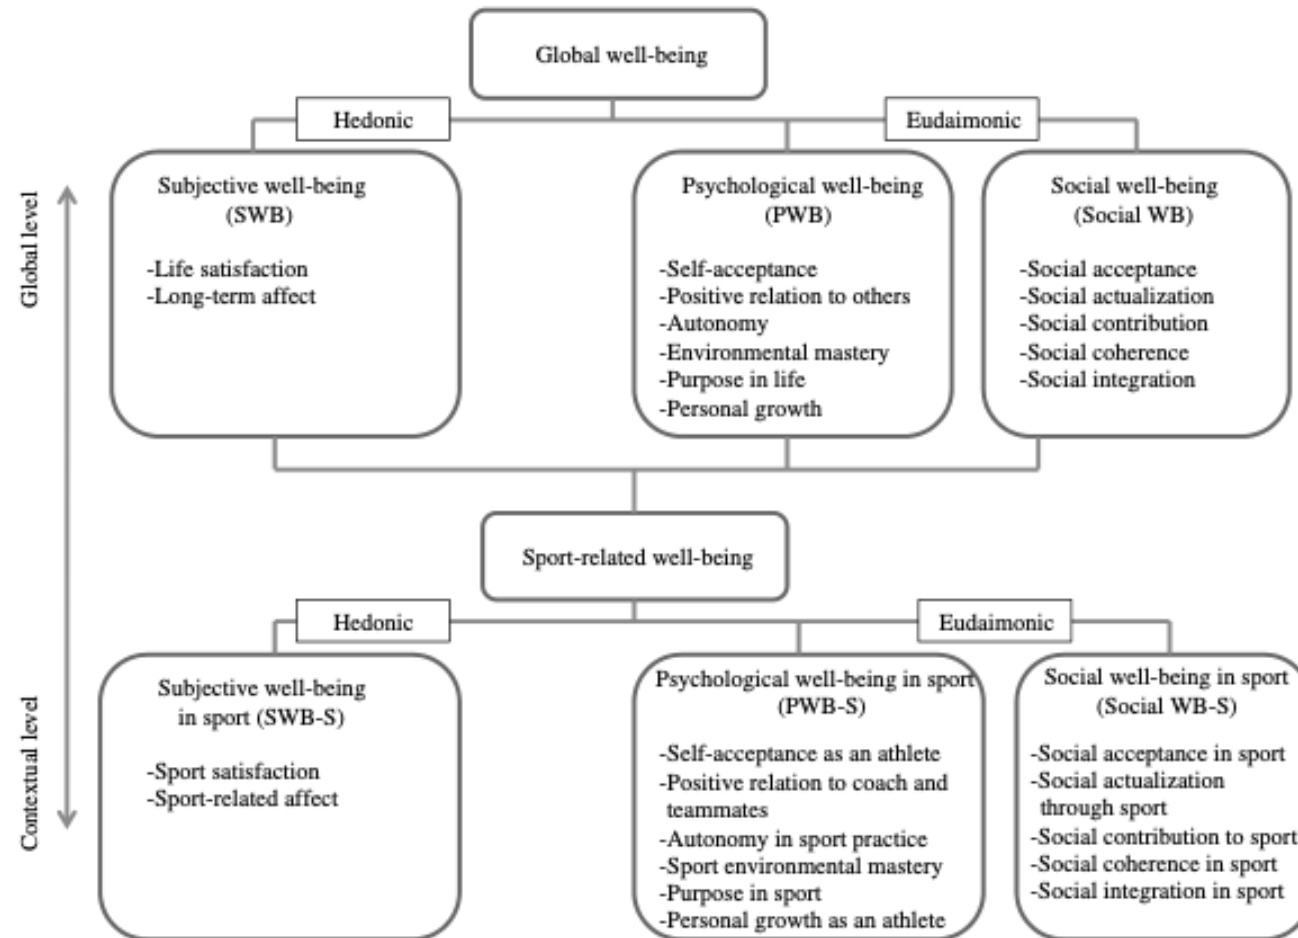 Global well-being
Hedonic
Eudaimonic
Global level
Subjective well-being
(SWB)
-Life satisfaction
-Long-term affect
Psychological well-being
(PWB)
-Self-acceptance
-Positive relation to others
-Autonomy
-Environmental mastery
-Purpose in life
-Personal growth
Social well-being
(Social WB)
-Social acceptance
-Social actualization
-Social contribution
-Social coherence
-Social integration
Sport-related well-being
Hedonic
Eudaimonic
Contextual level
Subjective well-being
in sport (SWB-S)
-Sport satisfaction
-Sport-related affect
Psychological well-being in sport
(PWB-S)
-Self-acceptance as an athlete
-Positive relation to coach and
teammates
-Autonomy in sport practice
-Sport environmental mastery
-Purpose in sport
-Personal growth as an athlete
Social well-being in sport
(Social WB-S)
-Social acceptance in sport
-Social actualization
through sport
-Social contribution to sport
-Social coherence in sport
-Social integration in sport